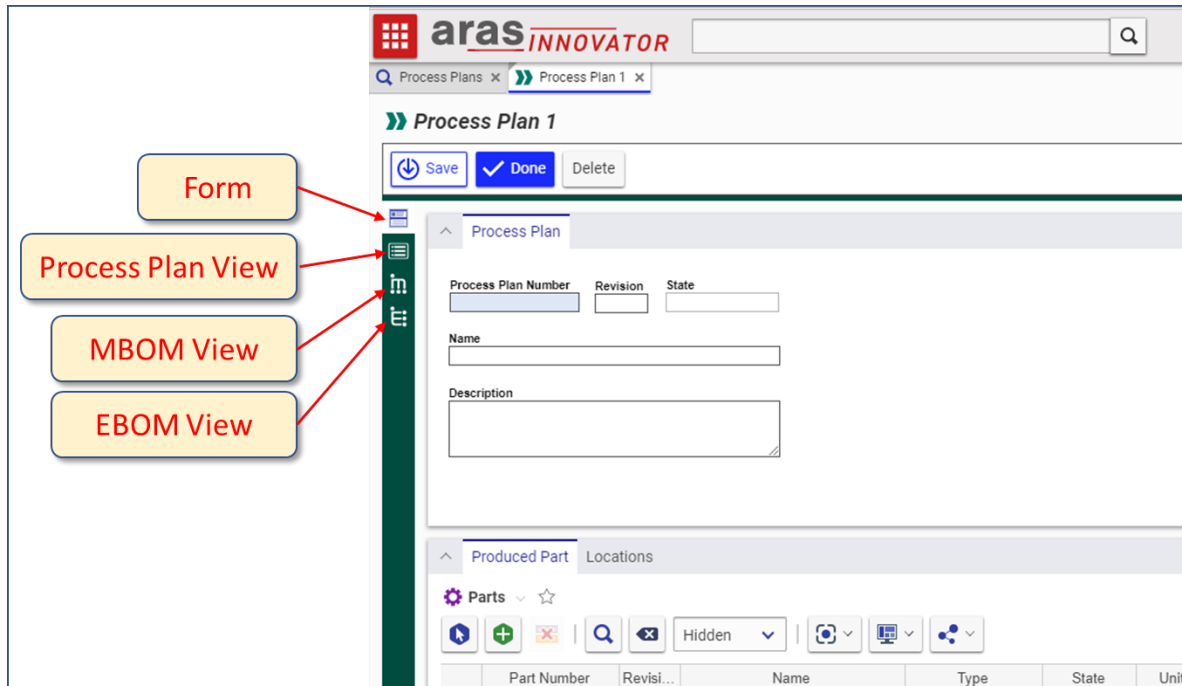 aras INNOVATOR
Process Plans
Process Plan 1
Process Plan 1
Save
Done
Delete
Form
Process Plan View
MBOM View
EBOM View
Process Plan
Process Plan Number
Revision
State
Name
Description
Produced Part
Locations
Parts
Hidden
Part Number
Revisi...
Name
Type
State
Unit